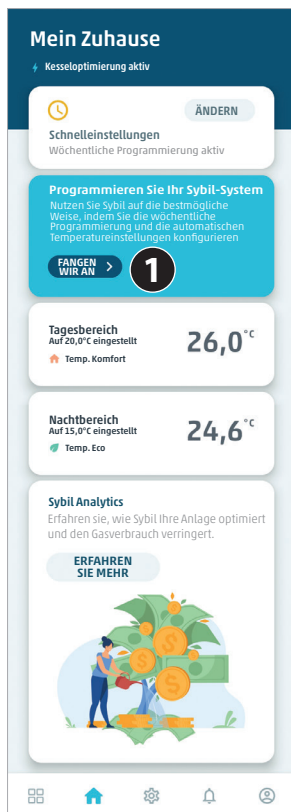 Mein Zuhause
Kesseloptimierung aktiv
ÄNDERN
Schnelleinstellungen
Wöchentliche Programmierung aktiv
Programmieren Sie Ihr Sybil-System
Nutzen Sie Sybil auf die bestmögliche
Weise, indem Sie die wöchentliche
Programmierung und die automatischen
Temperatureinstellungen konfigurieren
FANGEN
WIR AN
1
Tagesbereich
Auf 20,0°C eingestellt
26,0°C
Temp. Komfort
Nachtbereich
Auf 15,0°C eingestellt
24,6°C
Temp. Eco
Sybil Analytics
Erfahren sie, wie Sybil Ihre Anlage optimiert
und den Gasverbrauch verringert.
ERFAHREN
SIE MEHR